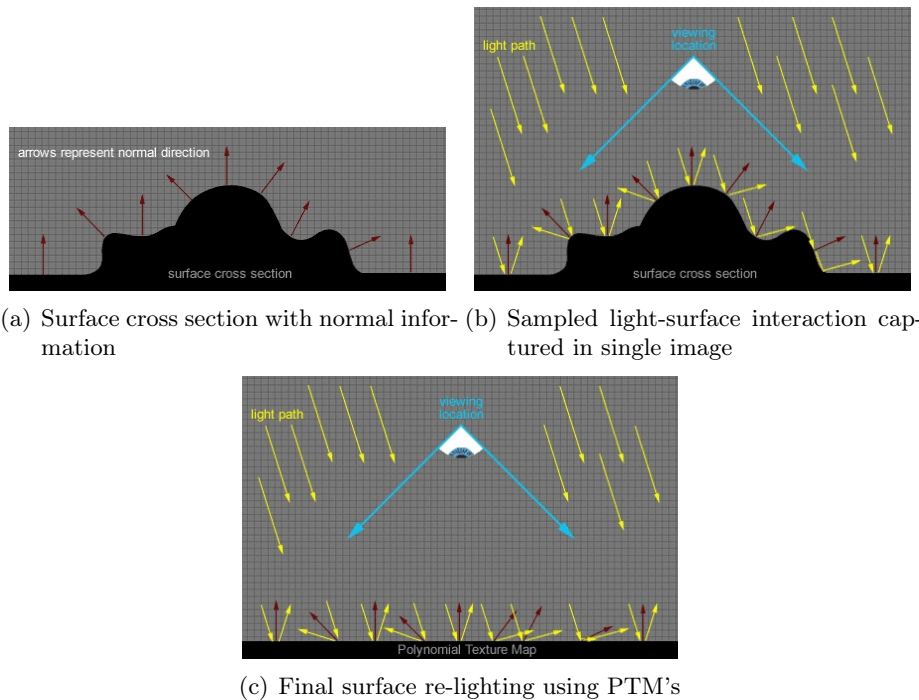 arrows represent normal direction
surface cross section
(a) Surface cross section with normal infor-
mation
light path
viewing
location
surface cross section
(b) Sampled light-surface interaction cap-
tured in single image
light path
viewing
location
Polynomial Texture Map
(c) Final surface re-lighting using PTM's